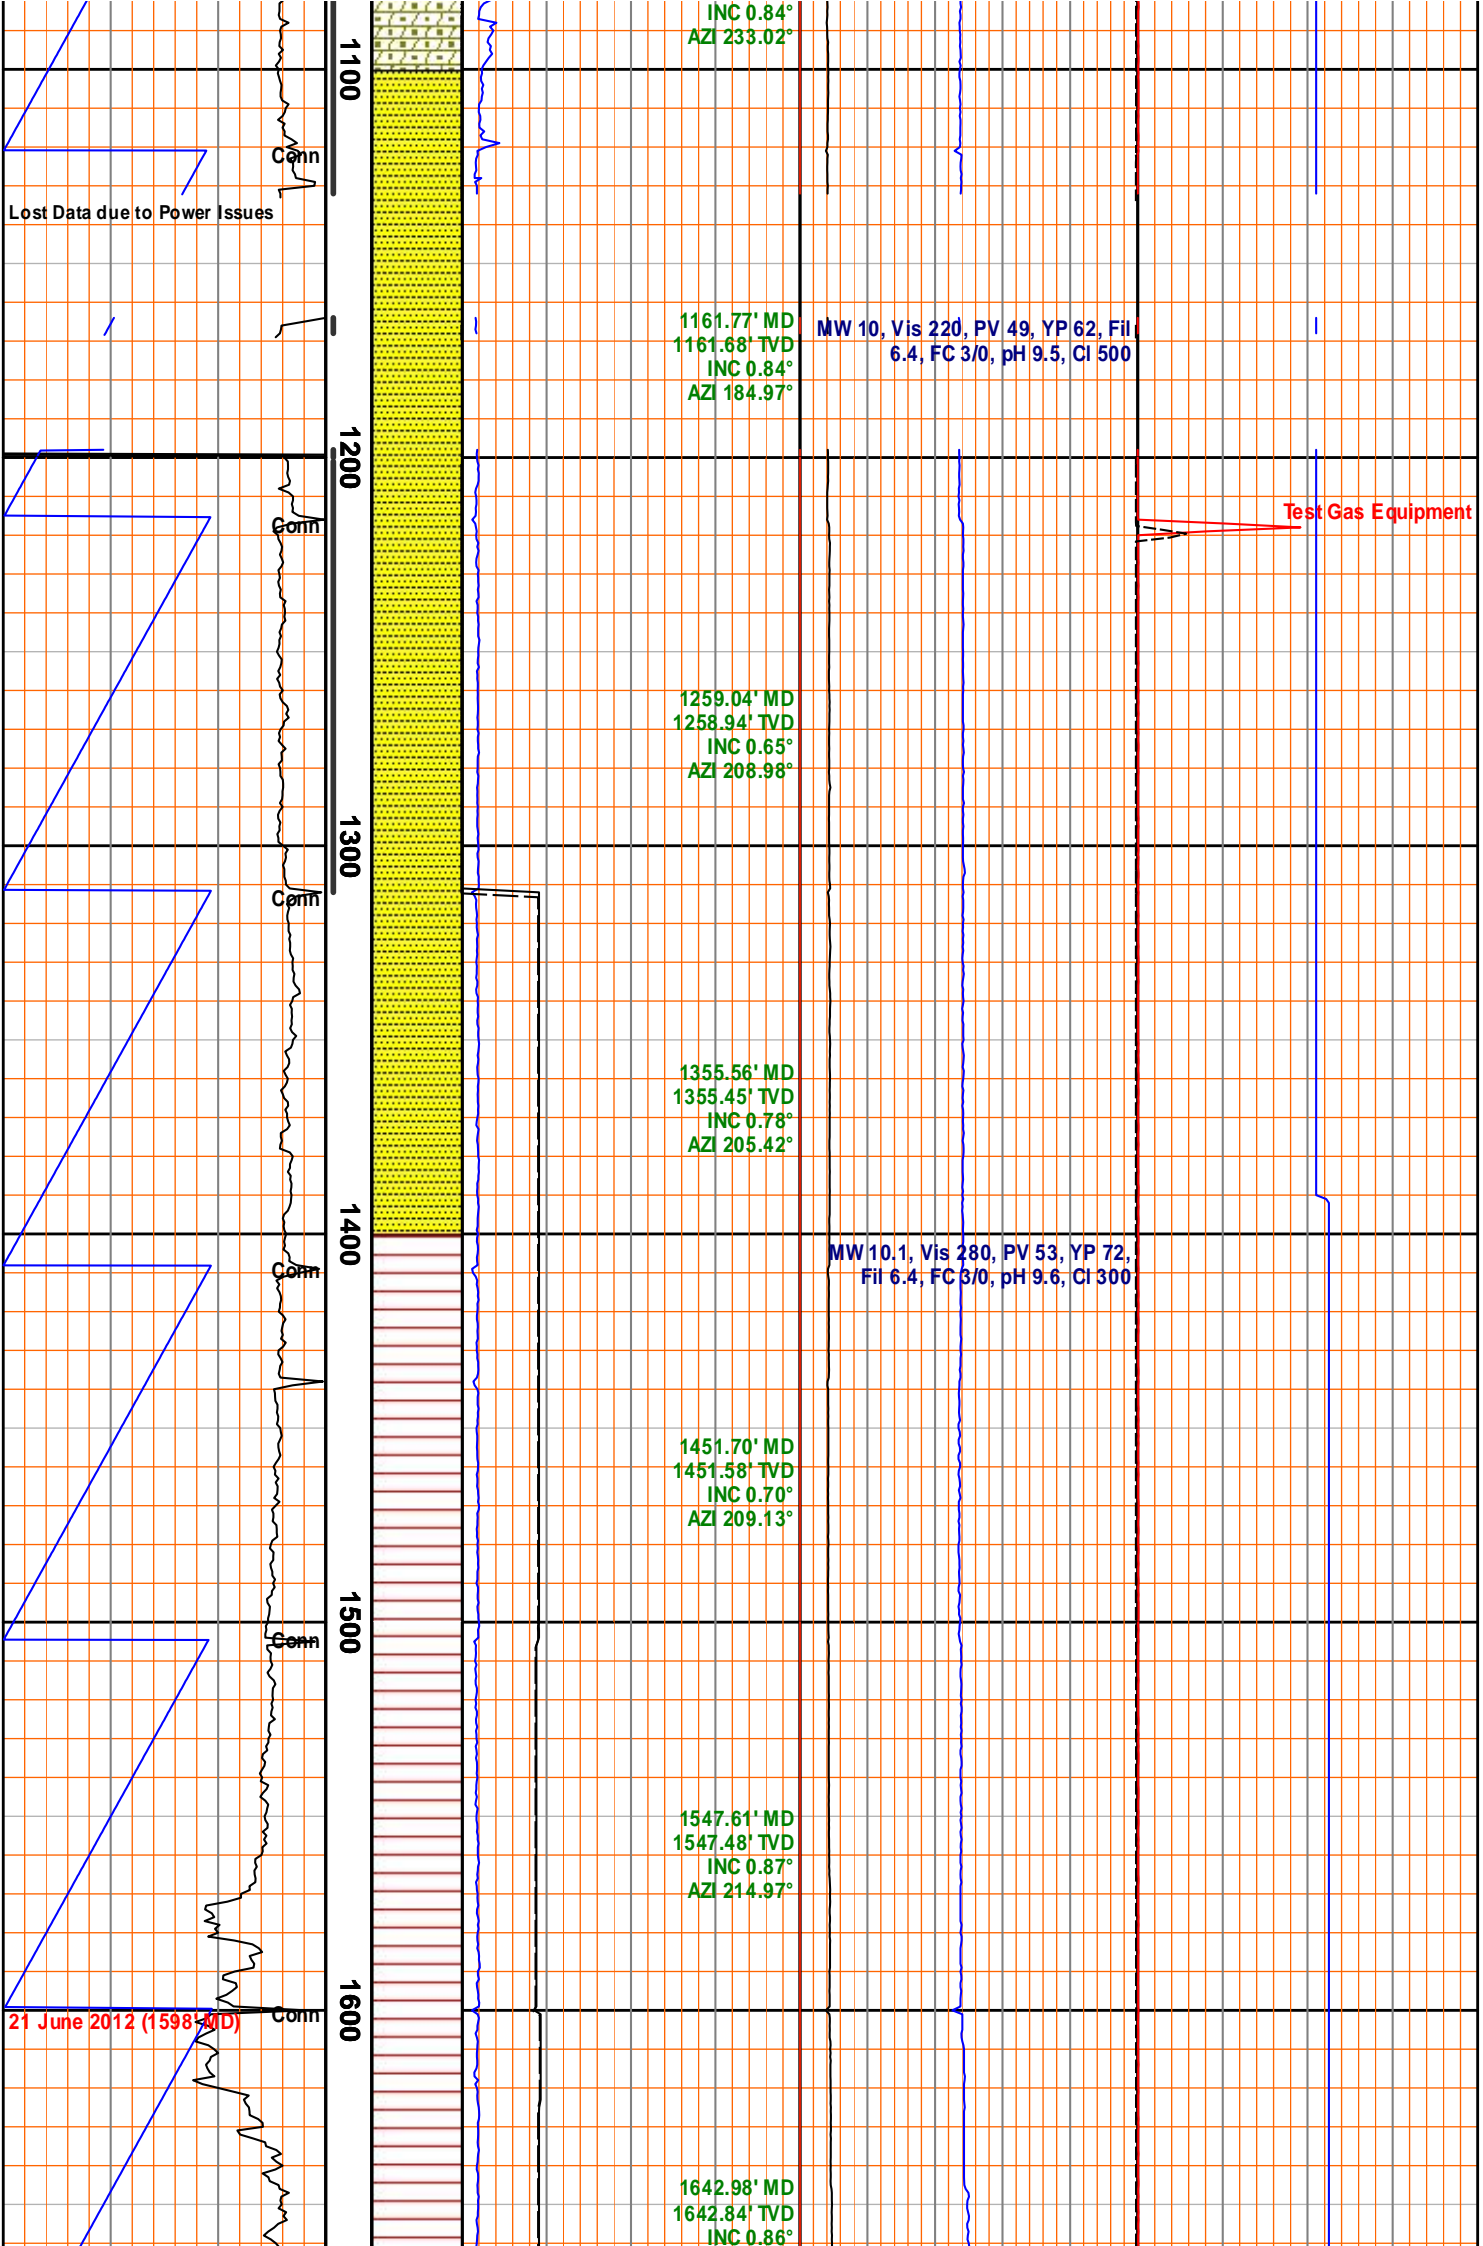 INC 0.84°
AZI 233.02°
1100
Conn
Lost Data due to Power Issues
1161.77' MD
1161.68' TVD
INC 0.84°
AZI 184.97°
MW 10, Vis 220, PV 49, YP 62, Fil
6.4, FC 3/0, pH 9.5, Cl 500
1200
Test Gas Equipment
Conn
1259.04' MD
1258.94' TVD
INC 0.65°
AZI 208.98°
1300
Conn
1355.56' MD
1355.45' TVD
INC 0.78°
AZI 205.42°
1400
MW 10.1, Vis 280, PV 53, YP 72,
Fil 6.4, FC 3/0, pH 9.6, Cl 300
Conn
1451.70' MD
1451.58' TVD
INC 0.70°
AZI 209.13°
1500
Conn
1547.61' MD
1547.48' TVD
INC 0.87°
AZI 214.97°
1600
Conn
21 June 2012 (1598' MD)
1642.98' MD
1642.84' TVD
INC 0.86°